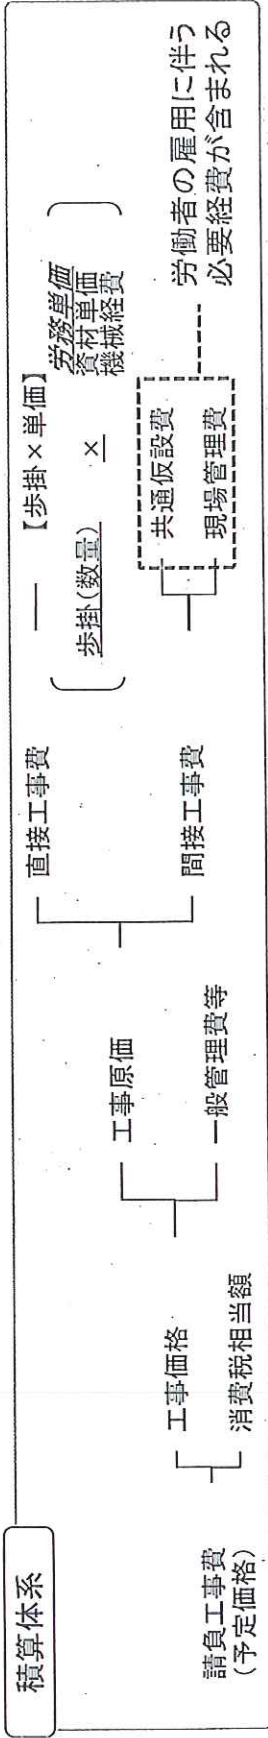 積算体系
請負工事費
(予定価格)
工事価格
消費税相当額
工事原価
一般管理費等
直接工事費
間接工事費
【歩掛×単価】
歩掛(数量)
×
労務単価
資材単価
機械経費
共通仮設費
現場管理費
労働者の雇用に伴う
必要経費が含まれる